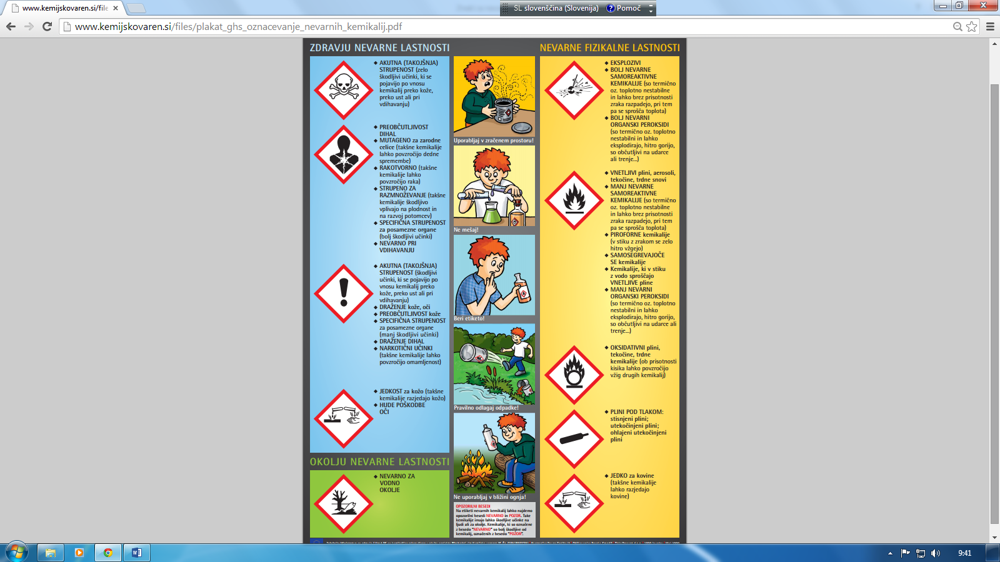 www.kemijskovaren.si/file
SL slovenščina (Slovenija)
Pomoč
www.kemijskovaren.si/files/plakat_ghs_oznacevanje_nevarnih_kemikalij.pdf
ZDRAVJU NEVARNE LASTNOSTI
AKUTNA (TAKOJŠNJA)
STRUPENOST (zelo
škodljivi učinki, ki se
pojavijo po vnosu
kemikalij preko kože,
preko ust ali pri
vdihavanju)
PREOBČUTLJIVOST
DIHAL
MUTAGENO za zarodne
celice (takšne kemikalije
lahko povzročijo dedne
spremembe)
RAKOTVORNO (takšne
kemikalije lahko
povzročijo raka)
STRUPENO ZA
RAZMNOŽEVANJE (takšne
kemikalije škodljivo
vplivajo na plodnost in
na razvoj potomcev)
SPECIFIČNA STRUPENOST
za posamezne organe
(bolj škodljivi učinki)
NEVARNO PRI
VDIHAVANJU
AKUTNA (TAKOJŠNJA)
STRUPENOST (škodljivi
učinki, ki se pojavijo po
vnosu kemikalij preko
kože, preko ust ali pri
vdihavanju)
DRAŽENJE kože, oči
PREOBČUTLJIVOST kože
SPECIFIČNA STRUPENOST
za posamezne organe
(manj škodljivi učinki)
DRAŽENJE DIHAL
NARKOTIČNI UČINKI
(takšne kemikalije lahko
povzročijo omamljenost)
JEDKOST za kožo (takšne
kemikalije razjedajo kožo)
HUDE POŠKODBE
OČI
OKOLJU NEVARNE LASTNOSTI
NEVARNO ZA
VODNO
OKOLJE
Uporabljaj v zračenem prostoru!
Ne mešaj!
Beri etiketo!
Pravilno odlagaj odpadke!
Ne uporabljaj v bližini ognja!
OPOZORILNI BESEDI
Na etiketi nevarnih kemikalij lahko najdemo
opozorilni besedi NEVARNO in POZOR. Take
kemikalije imajo lahko škodljive učinke na
ljudi ali za okolje. Kemikalije, ki so označene
z besedo "NEVARNO" so bolj škodljive od
kemikalij, označenih z besedo "POZOR".
NEVARNE FIZIKALNE LASTNOSTI
EKSPLOZIVI
BOLJ NEVARNE
SAMOREAKTIVNE
KEMIKALIJE (so termično
oz. toplotno nestabilne
in lahko brez prisotnosti
zraka razpadejo, pri tem
pa se sprošča toplota)
BOLJ NEVARNI
ORGANSKI PEROKSIDI
(so termično oz. toplotno
nestabilni in lahko
eksplodirajo, hitro gorijo,
so občutljivi na udarce
ali trenje...)
VNETLJIVI plini, aerosoli,
tekočine, trdne snovi
MANJ NEVARNE
SAMOREAKTIVNE
KEMIKALIJE (so termično
oz. toplotno nestabilne
in lahko brez prisotnosti
zraka razpadejo, pri tem
pa se sprošča toplota)
PIROFORNE kemikalije
(v stiku z zrakom se zelo
hitro vžgejo)
SAMOSEGREVAJOČE
SE kemikalije
Kemikalije, ki v stiku
z vodo sproščajo
VNETLJIVE pline
MANJ NEVARNI
ORGANSKI PEROKSIDI
(so termično oz. toplotno
nestabilni in lahko
eksplodirajo, hitro gorijo,
so občutljivi na udarce ali
trenje...)
OKSIDATIVNI plini,
tekočine, trdne
kemikalije (ob prisotnosti
kisika lahko povzročijo
vžig drugih kemikalij)
PLINI POD TLAKOM:
stisnjeni plini;
utekočinjeni plini;
ohlajeni utekočinjeni
plini
JEDKO za kovine
(takšne kemikalije
lahko razjedajo
kovine)
9:41